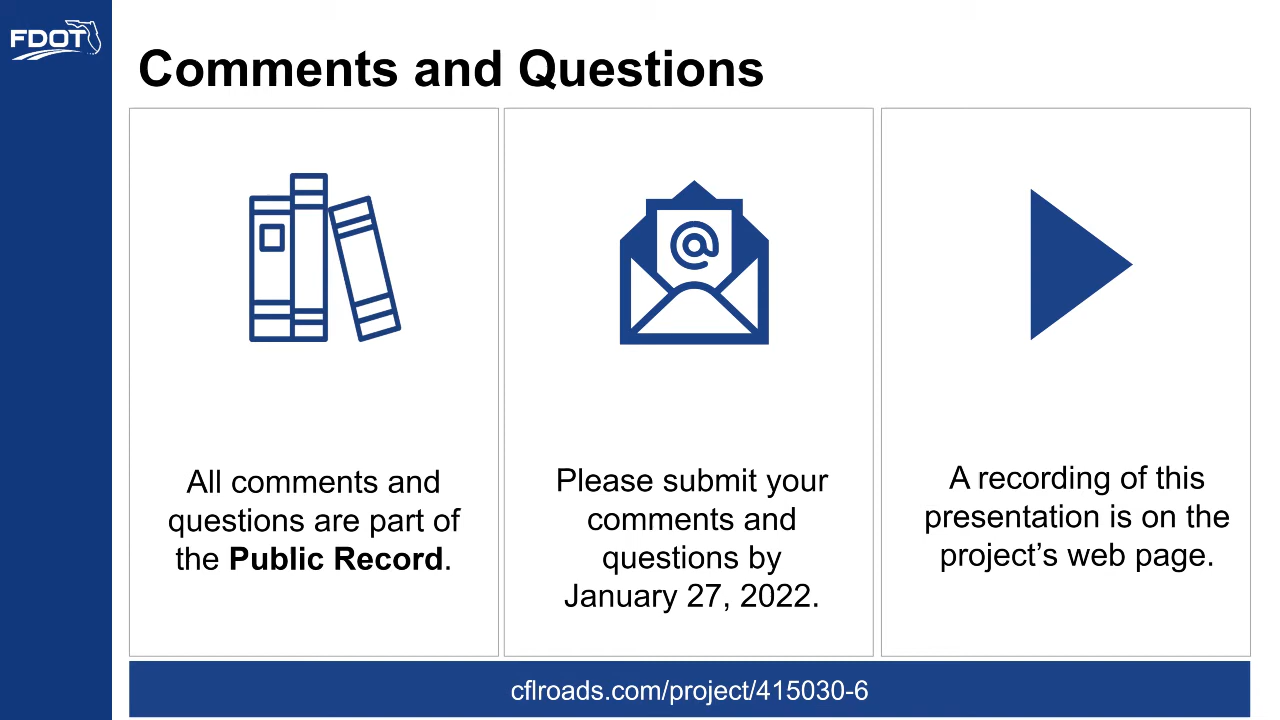 FDOT
Comments and Questions
@
All comments and
questions are part of
the Public Record.
Please submit your
comments and
questions by
January 27, 2022.
A recording of this
presentation is on the
project’s web page.
cflroads.com/project/415030-6